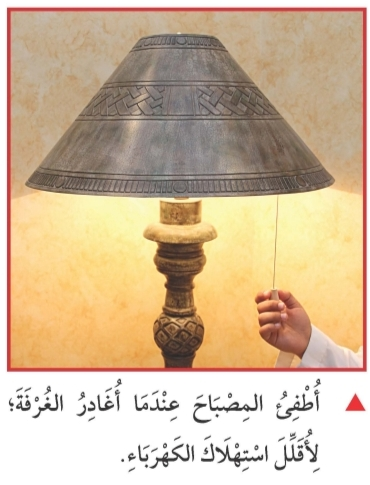 أُطْفِئُ المِصْبَاحَ عِنْدَمَا أُغَادِرُ الغُرْفَةَ؛
لِأُقَلِّلَ اسْتِهْلَاكَ الكَهْرَبَاءِ.